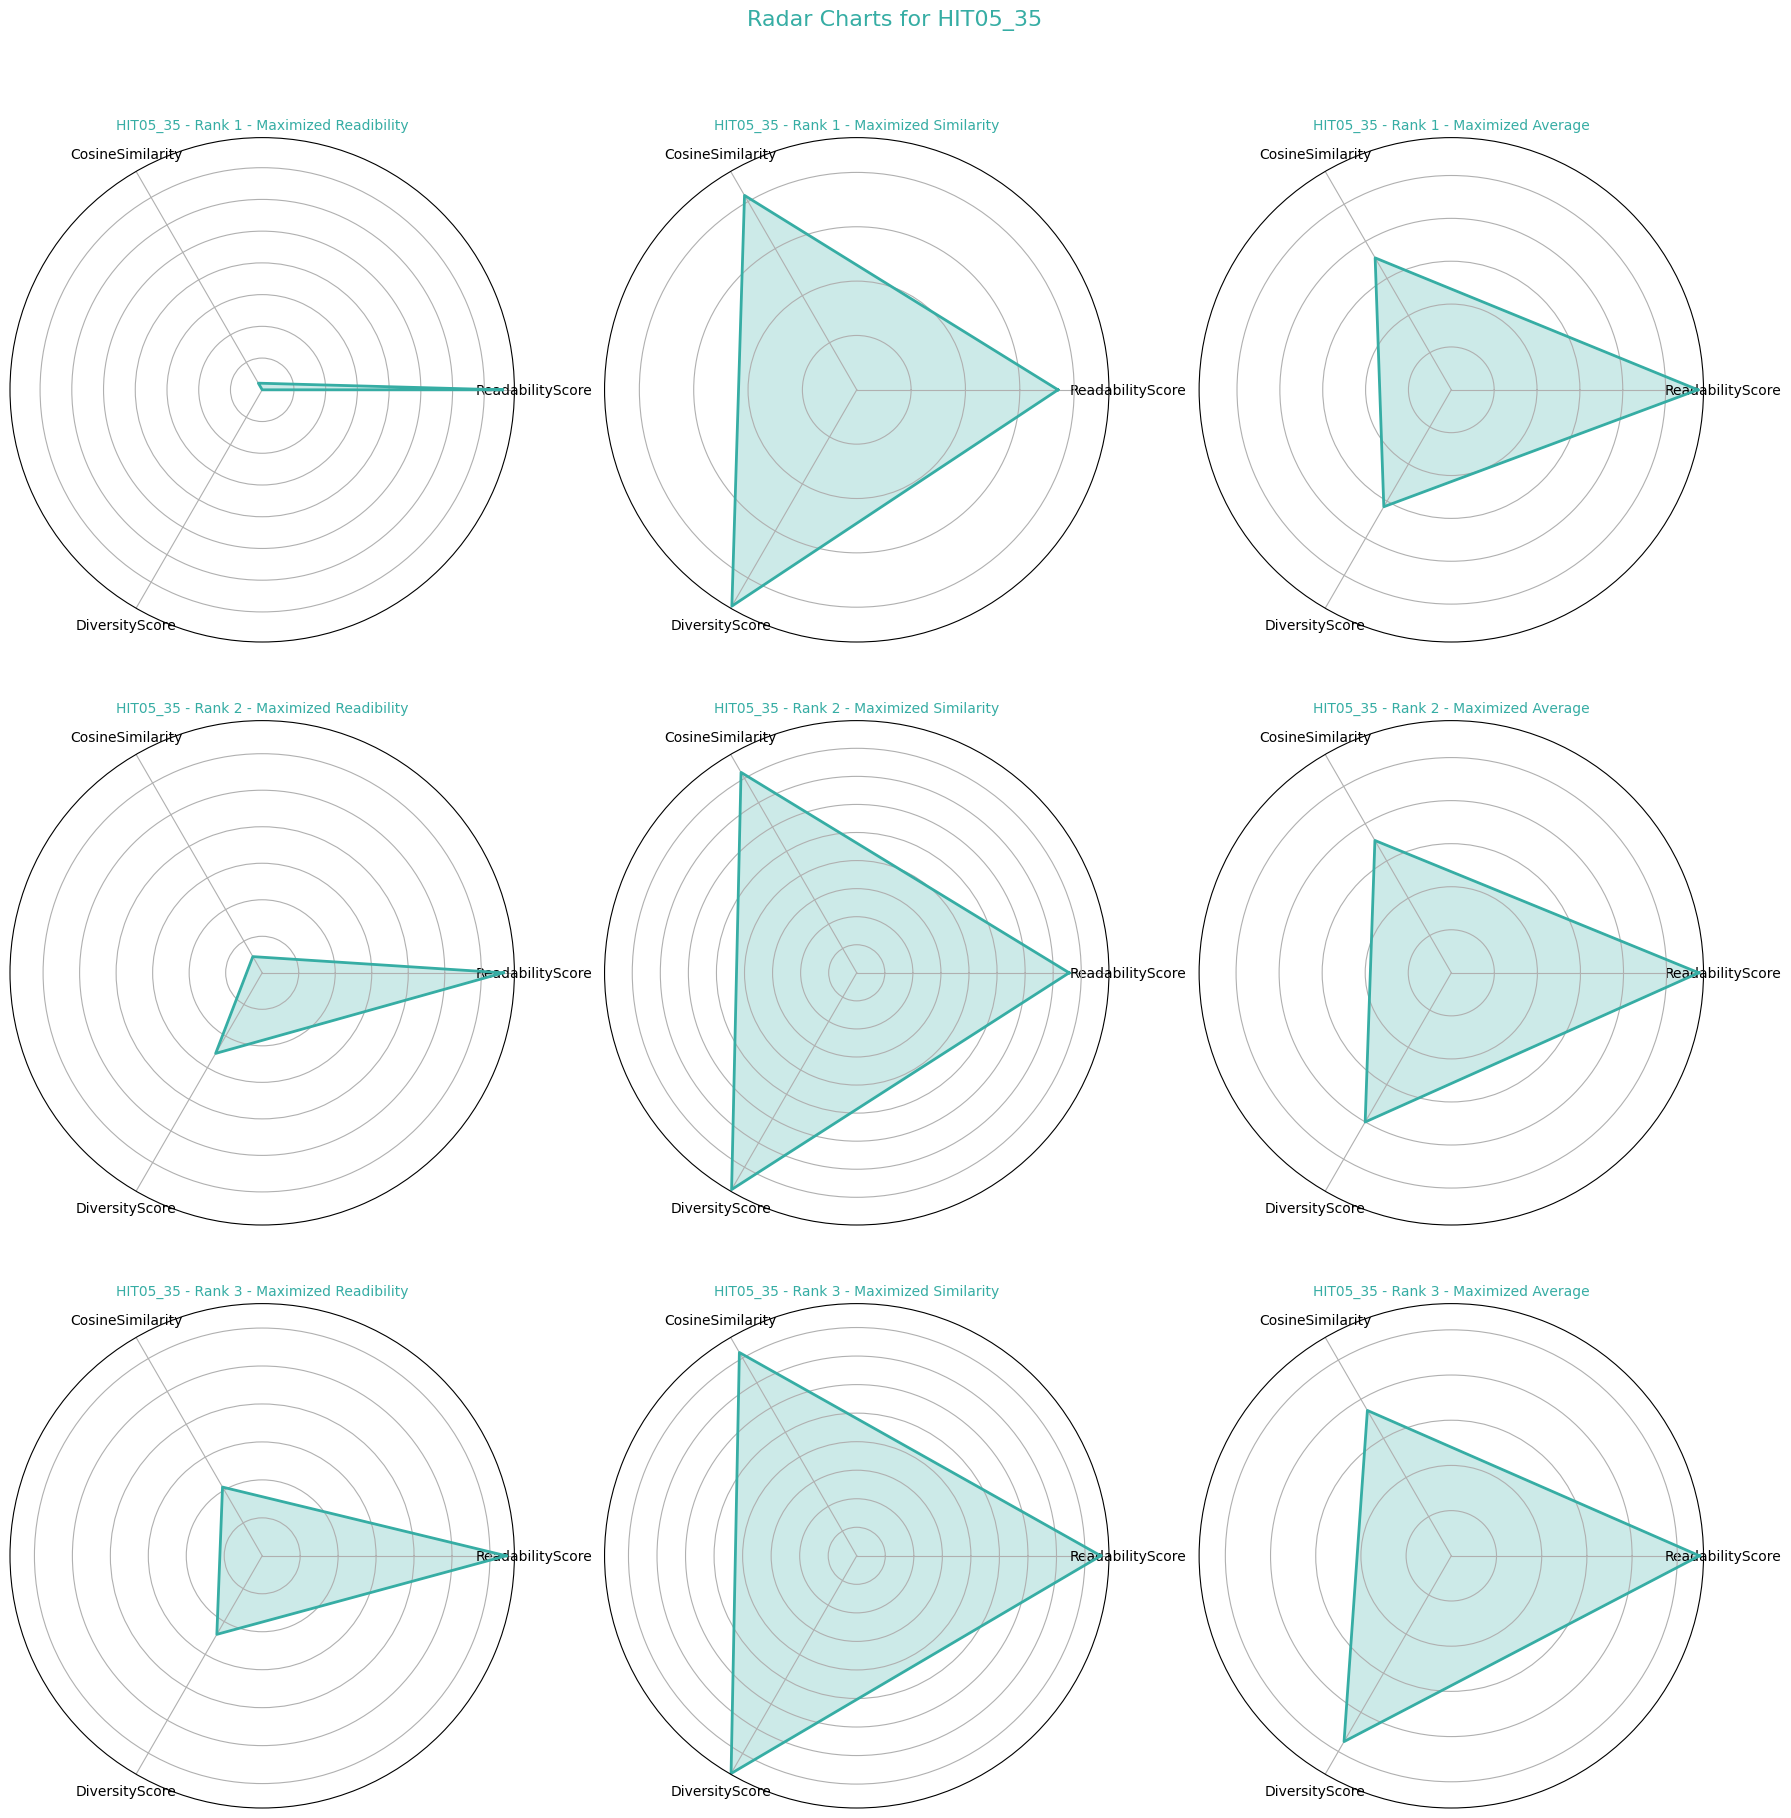 Radar Charts for HIT05_35
HIT05_35 - Rank 1 - Maximized Readibility
CosineSimilarity
ReadabilityScore
DiversityScore
HIT05_35 - Rank 1 - Maximized Similarity
CosineSimilarity
ReadabilityScore
DiversityScore
HIT05_35 - Rank 1 - Maximized Average
CosineSimilarity
ReadabilityScore
DiversityScore
HIT05_35 - Rank 2 - Maximized Readibility
CosineSimilarity
ReadabilityScore
DiversityScore
HIT05_35 - Rank 2 - Maximized Similarity
CosineSimilarity
ReadabilityScore
DiversityScore
HIT05_35 - Rank 2 - Maximized Average
CosineSimilarity
ReadabilityScore
DiversityScore
HIT05_35 - Rank 3 - Maximized Readibility
CosineSimilarity
ReadabilityScore
DiversityScore
HIT05_35 - Rank 3 - Maximized Similarity
CosineSimilarity
ReadabilityScore
DiversityScore
HIT05_35 - Rank 3 - Maximized Average
CosineSimilarity
ReadabilityScore
DiversityScore